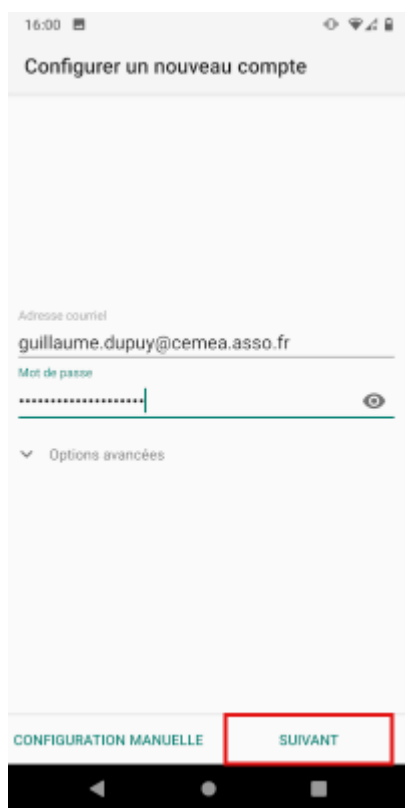 16:00
Configurer un nouveau compte
Adresse courriel
guillaume.dupuy@cemea.asso.fr
Mot de passe
••••••••••••••••••••
Options avancées
CONFIGURATION MANUELLE SUIVANT